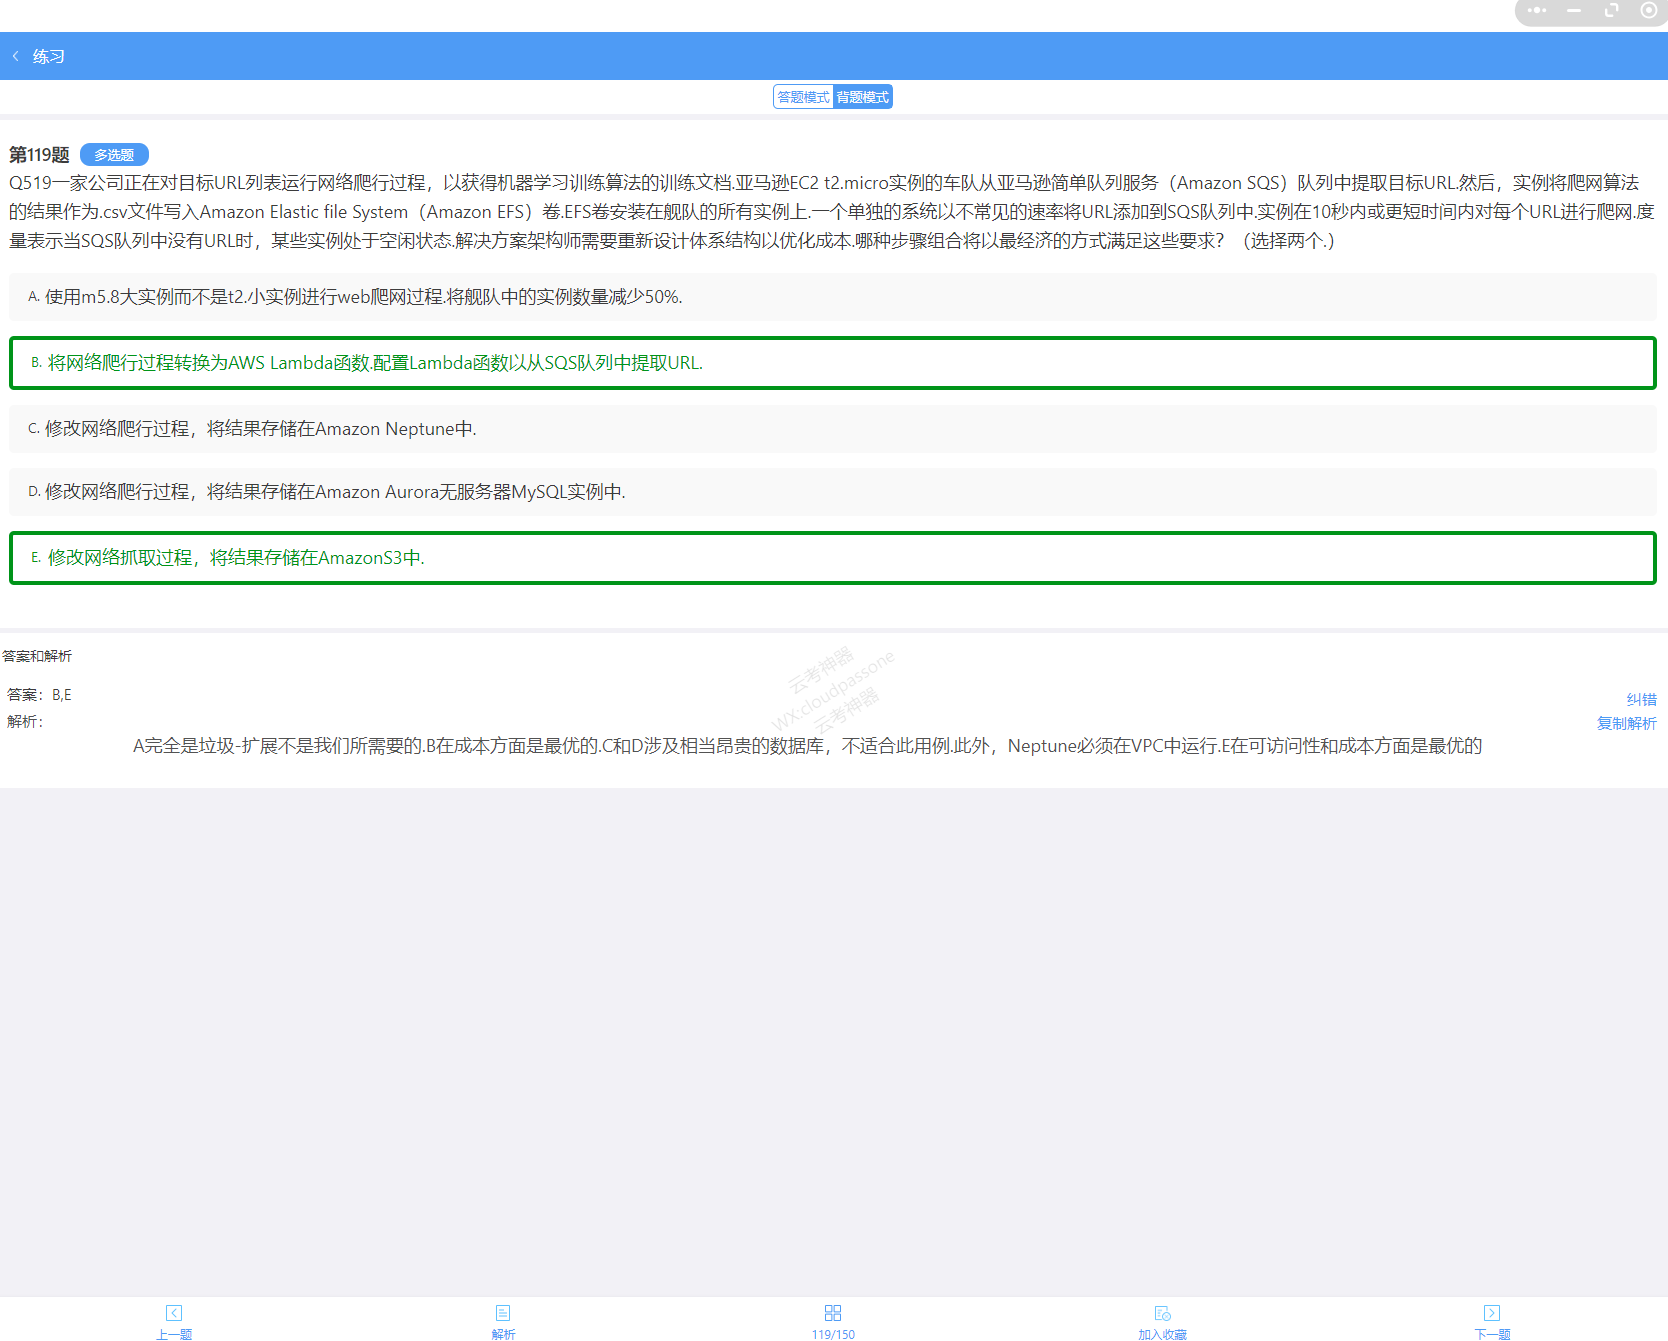 练习
答题模式 背题模式
第119题 多选题
Q519一家公司正在对目标URL列表运行网络爬行过程，以获得机器学习训练算法的训练文档.亚马逊EC2 t2.micro实例的车队从亚马逊简单队列服务（Amazon SQS）队列中提取目标URL.然后，实例将爬网算法
的结果作为.csv文件写入Amazon Elastic file System（Amazon EFS）卷.EFS卷安装在舰队的所有实例上.一个单独的系统以不常见的速率将URL添加到SQS队列中.实例在10秒内或更短时间内对每个URL进行爬网.度
量表示当SQS队列中没有URL时，某些实例处于空闲状态.解决方案架构师需要重新设计体系结构以优化成本.哪种步骤组合将以最经济的方式满足这些要求？（选择两个.）
A. 使用m5.8大实例而不是t2.小实例进行web爬网过程.将舰队中的实例数量减少50%.
B. 将网络爬行过程转换为AWS Lambda函数.配置Lambda函数以从SQS队列中提取URL.
C. 修改网络爬行过程，将结果存储在Amazon Neptune中.
D. 修改网络爬行过程，将结果存储在Amazon Aurora无服务器MySQL实例中.
E. 修改网络抓取过程，将结果存储在AmazonS3中.
答案和解析
云考神器
WX:cloudpassone
云考神器
答案：B,E
纠错
解析：
复制解析
A完全是垃圾-扩展不是我们所需要的.B在成本方面是最优的.C和D涉及相当昂贵的数据库，不适合此用例.此外，Neptune必须在VPC中运行.E在可访问性和成本方面是最优的
上一题 解析 119/150 加入收藏 下一题